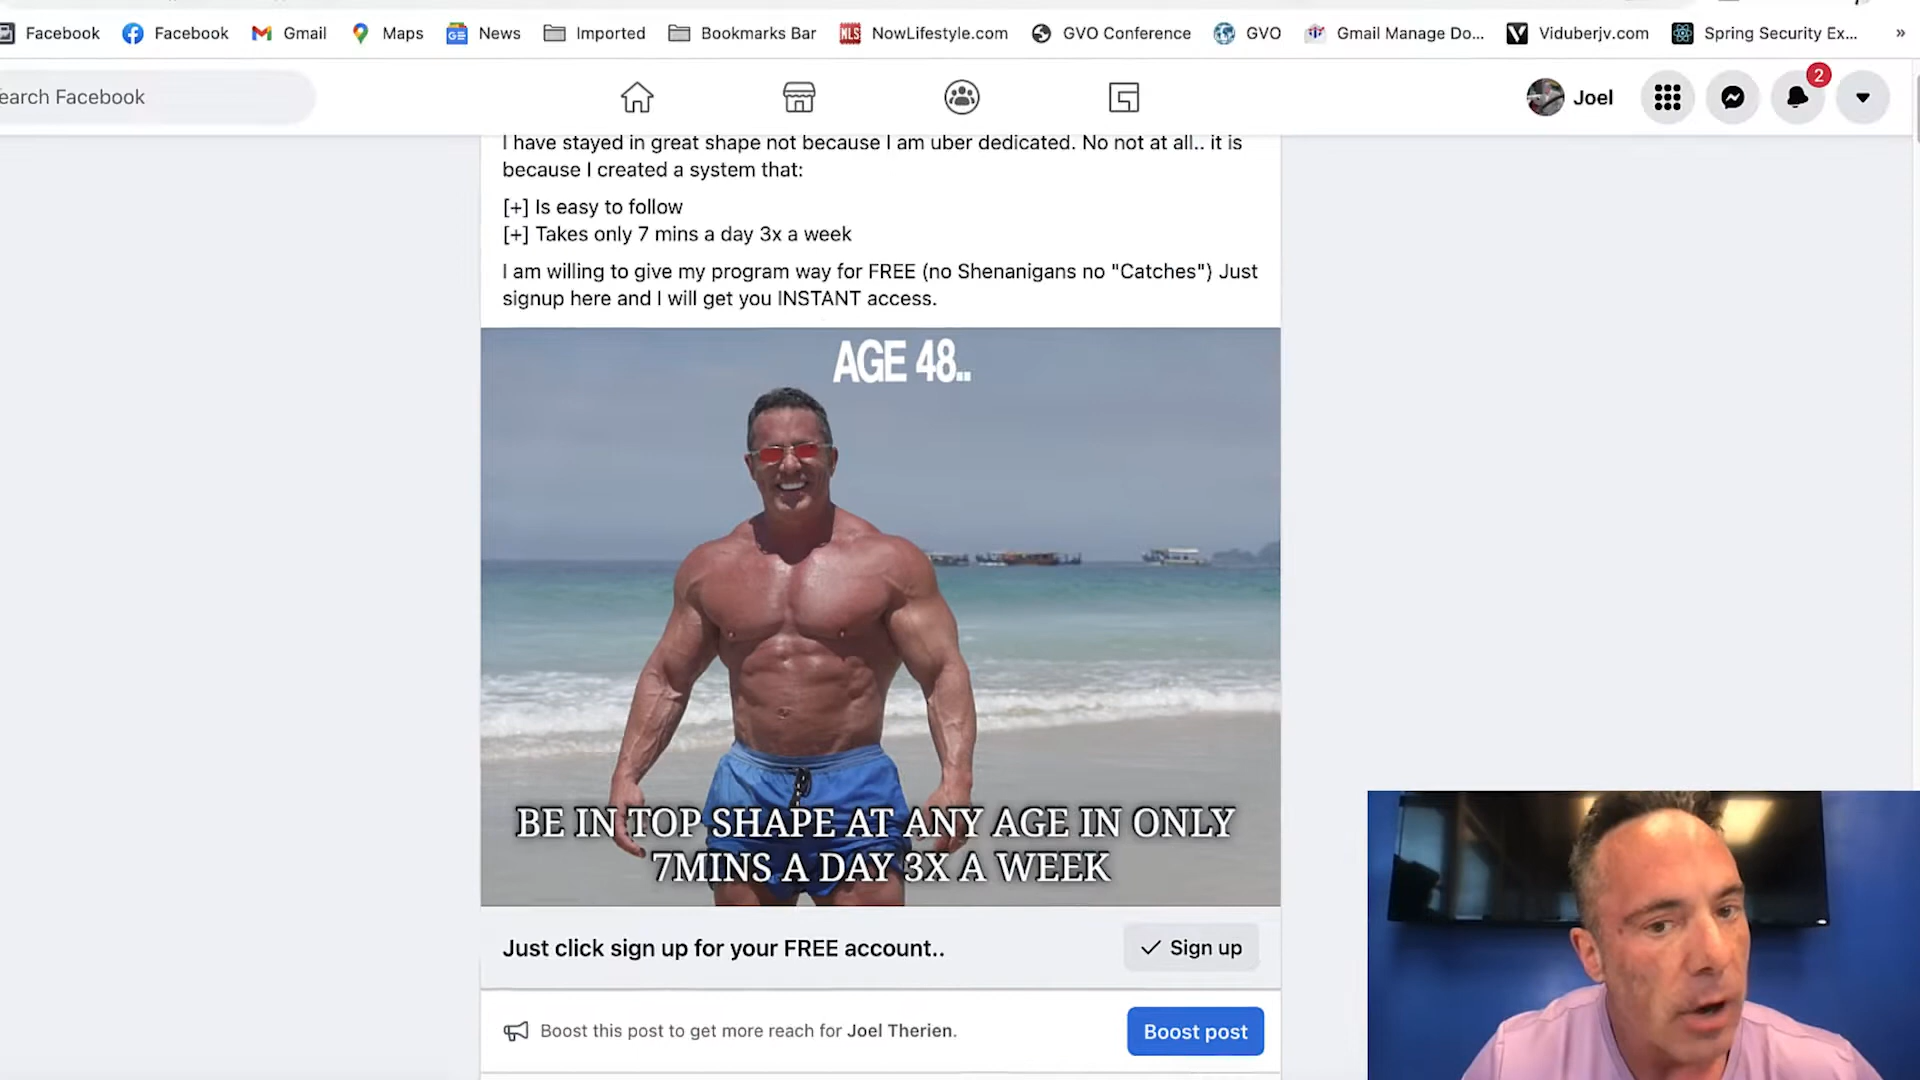 Facebook Facebook Gmail Maps News Imported Bookmarks Bar NowLifestyle.com GVO Conference GVO Gmail Manage Do... Viduberjv.com Spring Security Ex... »
earch Facebook Joel 2
I have stayed in great shape not because I am uber dedicated. No not at all.. it is
because I created a system that:
[+] Is easy to follow
[+] Takes only 7 mins a day 3x a week
I am willing to give my program way for FREE (no Shenanigans no "Catches") Just
signup here and I will get you INSTANT access.
AGE 48..
BE IN TOP SHAPE AT ANY AGE IN ONLY
7MINS A DAY 3X A WEEK
Just click sign up for your FREE account.. Sign up
Boost this post to get more reach for Joel Therien. Boost post